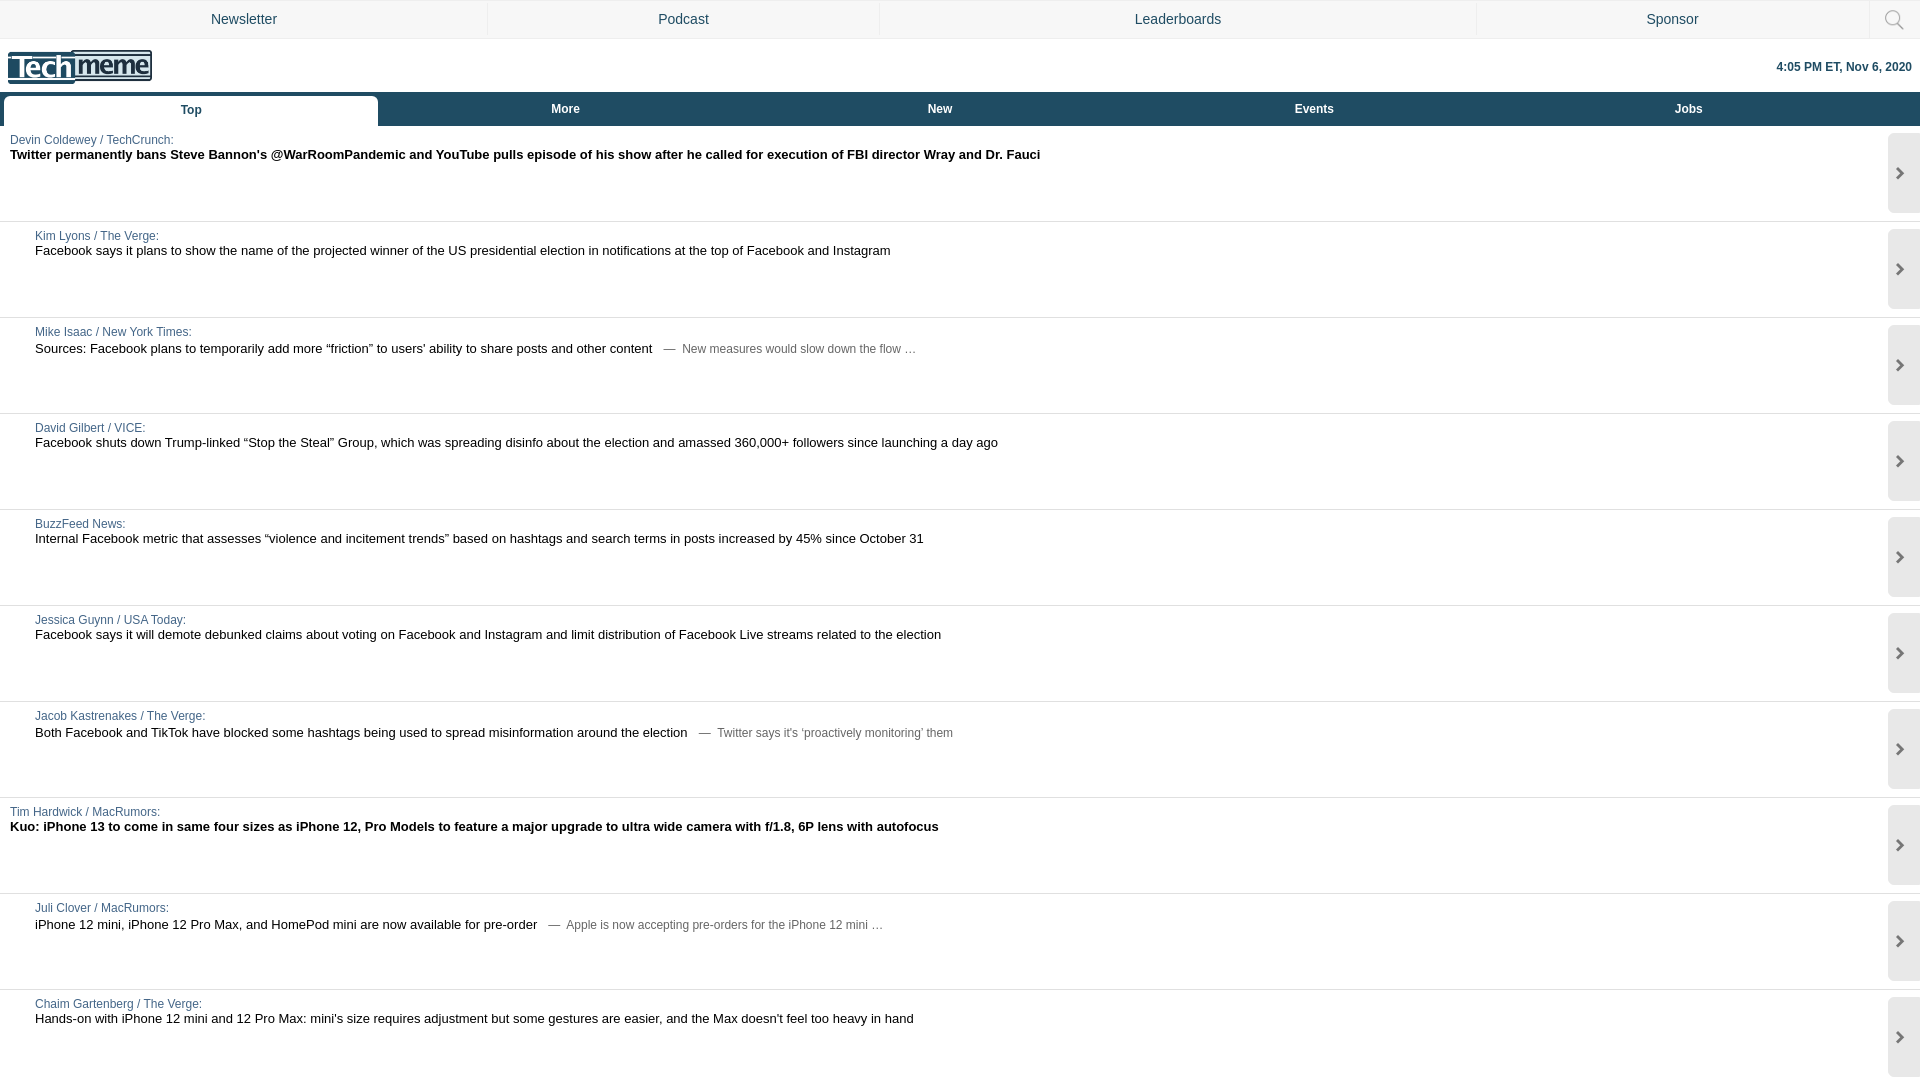 Newsletter
Podcast
Leaderboards
Sponsor
Techmeme
4:05 PM ET, Nov 6, 2020
Top
More
New
Events
Jobs
Devin Coldewey / TechCrunch:
Twitter permanently bans Steve Bannon's @WarRoomPandemic and YouTube pulls episode of his show after he called for execution of FBI director Wray and Dr. Fauci
Kim Lyons / The Verge:
Facebook says it plans to show the name of the projected winner of the US presidential election in notifications at the top of Facebook and Instagram
Mike Isaac / New York Times:
Sources: Facebook plans to temporarily add more “friction” to users' ability to share posts and other content — New measures would slow down the flow …
David Gilbert / VICE:
Facebook shuts down Trump-linked “Stop the Steal” Group, which was spreading disinfo about the election and amassed 360,000+ followers since launching a day ago
BuzzFeed News:
Internal Facebook metric that assesses “violence and incitement trends” based on hashtags and search terms in posts increased by 45% since October 31
Jessica Guynn / USA Today:
Facebook says it will demote debunked claims about voting on Facebook and Instagram and limit distribution of Facebook Live streams related to the election
Jacob Kastrenakes / The Verge:
Both Facebook and TikTok have blocked some hashtags being used to spread misinformation around the election — Twitter says it's ‘proactively monitoring’ them
Tim Hardwick / MacRumors:
Kuo: iPhone 13 to come in same four sizes as iPhone 12, Pro Models to feature a major upgrade to ultra wide camera with f/1.8, 6P lens with autofocus
Juli Clover / MacRumors:
iPhone 12 mini, iPhone 12 Pro Max, and HomePod mini are now available for pre-order — Apple is now accepting pre-orders for the iPhone 12 mini …
Chaim Gartenberg / The Verge:
Hands-on with iPhone 12 mini and 12 Pro Max: mini's size requires adjustment but some gestures are easier, and the Max doesn't feel too heavy in hand